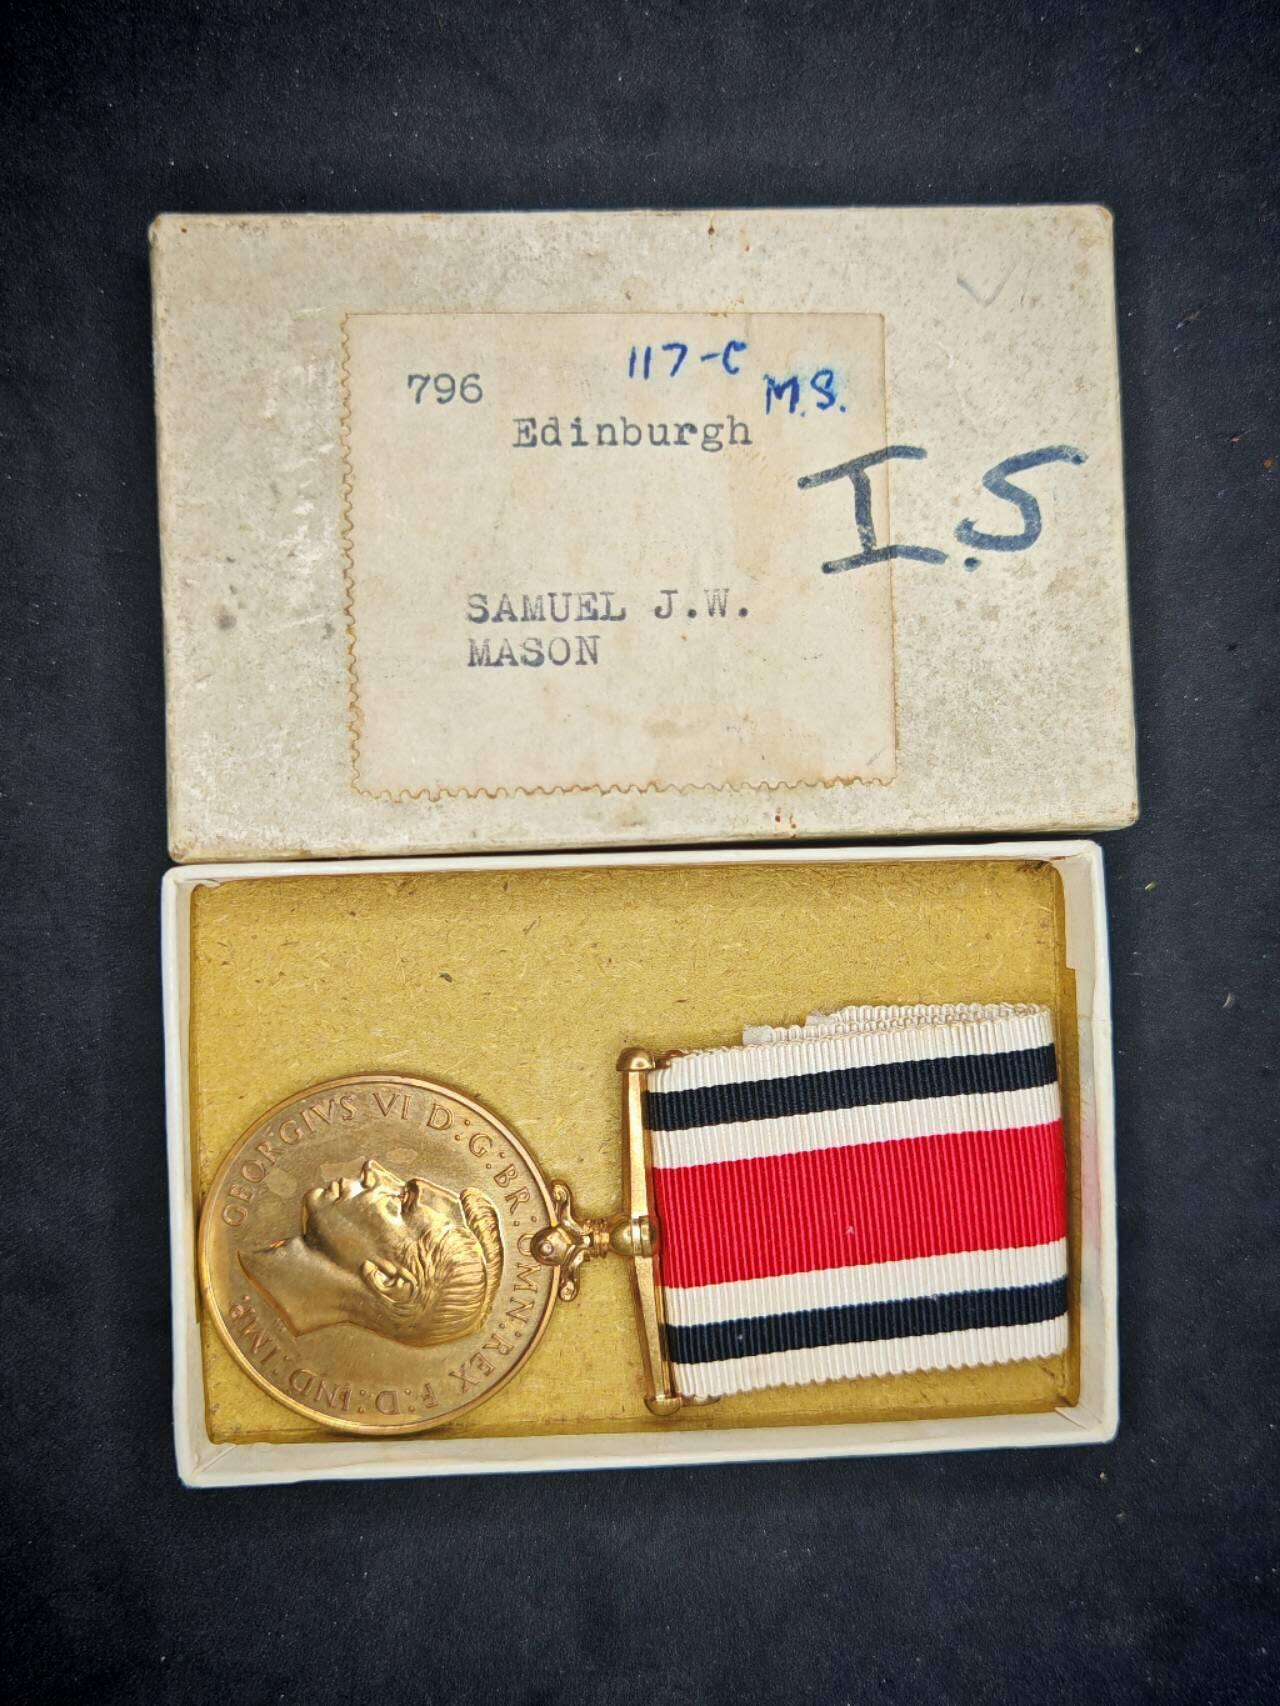 117-C
796
M.S.
Edinburgh
I.S
SAMUEL J.W.
MASON
GEORGIVS VI D:G:BR:OMN:REX F:D:IND:IMP.